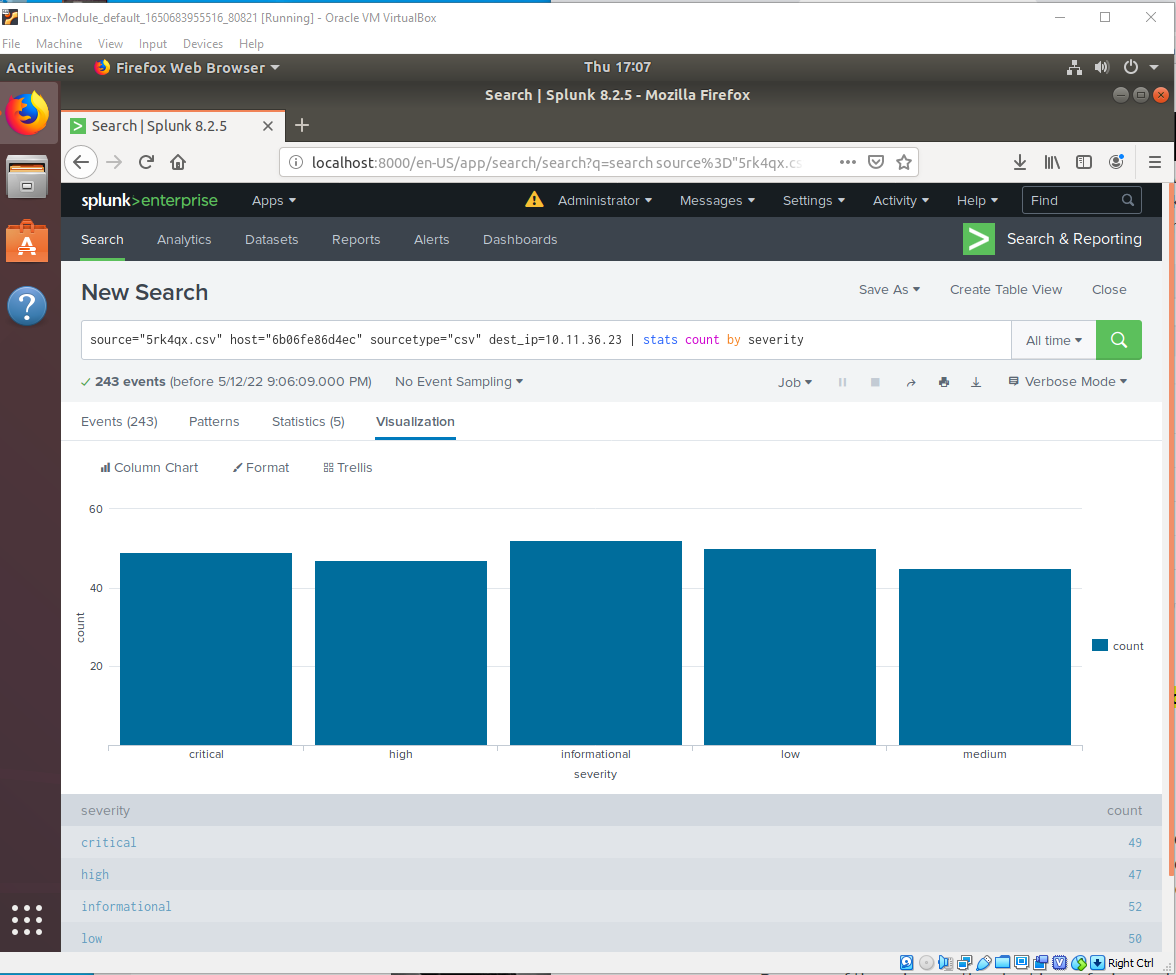 Linux-Module_default_1650683955516_80821 [Running] - Oracle VM VirtualBox
File Machine View Input Devices Help
Activities Firefox Web Browser Thu 17:07
Search | Splunk 8.2.5 - Mozilla Firefox
Search | Splunk 8.2.5
localhost:8000/en-US/app/search/search?q=search source%3D"5rk4qx.cs
splunk>enterprise Apps Administrator Messages Settings Activity Help Find
Search Analytics Datasets Reports Alerts Dashboards Search & Reporting
New Search Save As Create Table View Close
source="5rk4qx.csv" host="6b06fe86d4ec" sourcetype="csv" dest_ip=10.11.36.23 | stats count by severity All time
243 events (before 5/12/22 9:06:09.000 PM) No Event Sampling Job Verbose Mode
Events (243) Patterns Statistics (5) Visualization
Column Chart Format Trellis
60
40
20
count
count
critical high informational low medium
severity
severity count
critical 49
high 47
informational 52
low 50
Right Ctrl